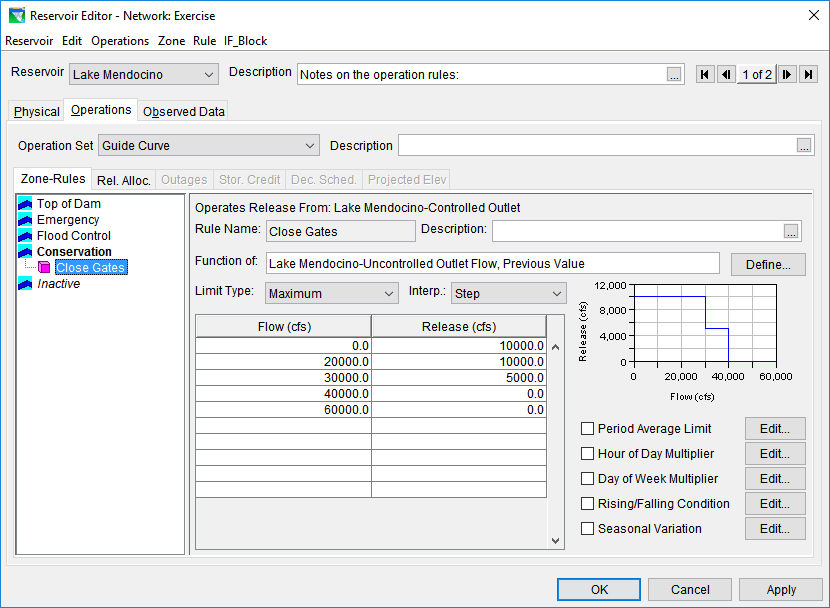 Reservoir Editor - Network: Exercise
Reservoir Edit Operations Zone Rule IF_Block
Reservoir Lake Mendocino Description Notes on the operation rules: ... 1 of 2
Physical Operations Observed Data
Operation Set Guide Curve Description ...
Zone-Rules Rel. Alloc. Outages Stor. Credit Dec. Sched. Projected Elev
Top of Dam
Emergency
Flood Control
Conservation
Close Gates
Inactive
Operates Release From: Lake Mendocino-Controlled Outlet
Rule Name: Close Gates Description: ...
Function of: Lake Mendocino-Uncontrolled Outlet Flow, Previous Value Define...
Limit Type: Maximum Interp.: Step
Flow (cfs) Release (cfs)
0.0 10000.0
20000.0 10000.0
30000.0 5000.0
40000.0 0.0
60000.0 0.0
Release (cfs)
12,000
8,000
4,000
0
0 20,000 40,000 60,000
Flow (cfs)
Period Average Limit Edit...
Hour of Day Multiplier Edit...
Day of Week Multiplier Edit...
Rising/Falling Condition Edit...
Seasonal Variation Edit...
OK Cancel Apply